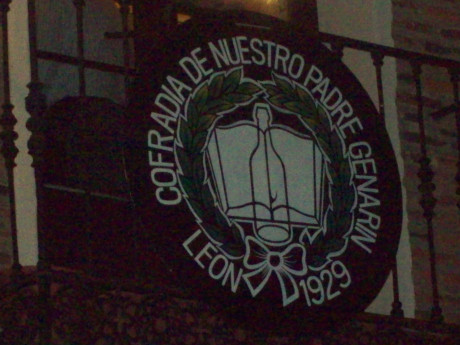 COFRADIA DE NUESTRO PADRE GENARIN
LEON 1929